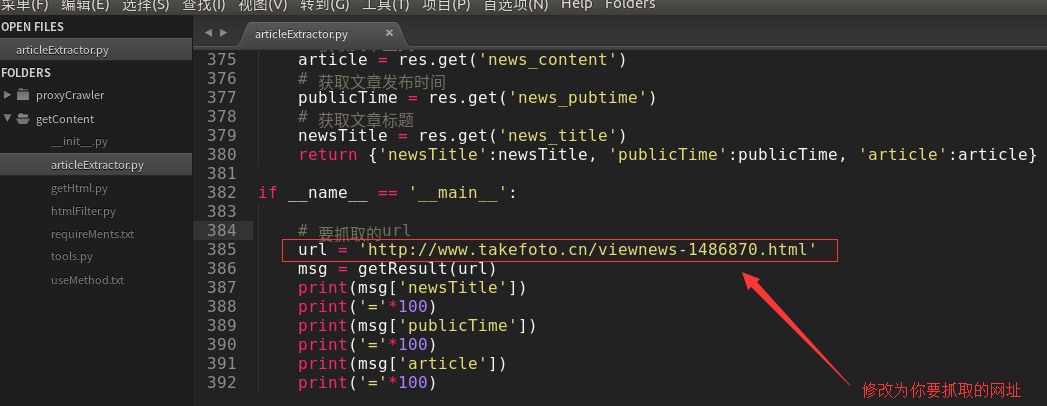 菜单(F) 编辑(E) 选择(S) 查找(I) 视图(V) 转到(G) 工具(T) 项目(P) 首选项(N) Help Folders
OPEN FILES
articleExtractor.py
FOLDERS
proxyCrawler
getContent
__init__.py
articleExtractor.py
getHtml.py
htmlFilter.py
requireMents.txt
tools.py
useMethod.txt
articleExtractor.py
375 article = res.get('news_content')
376 # 获取文章发布时间
377 publicTime = res.get('news_pubtime')
378 # 获取文章标题
379 newsTitle = res.get('news_title')
380 return {'newsTitle':newsTitle, 'publicTime':publicTime, 'article':article}
381
382 if __name__ == '__main__':
383
384 # 要抓取的url
385 url = 'http://www.takefoto.cn/viewnews-1486870.html'
386 msg = getResult(url)
387 print(msg['newsTitle'])
388 print('='*100)
389 print(msg['publicTime'])
390 print('='*100)
391 print(msg['article'])
392 print('='*100)
修改为你要抓取的网址